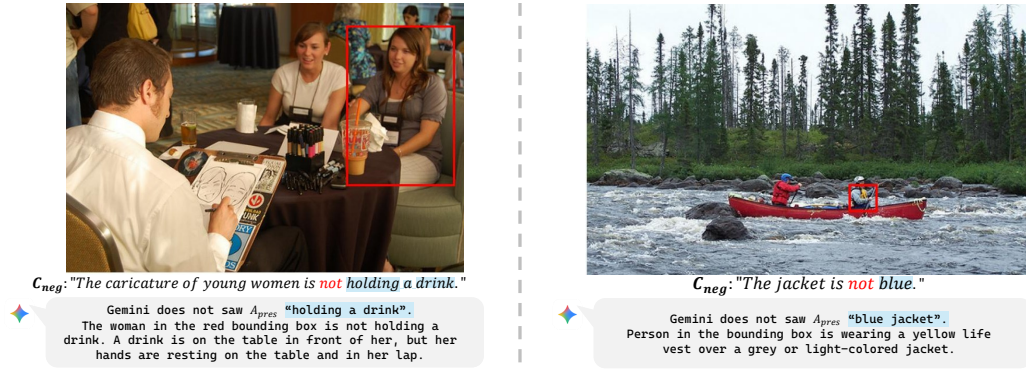 C_neg: "The caricature of young women is not holding a drink."
Gemini does not saw A_pres “holding a drink”.
The woman in the red bounding box is not holding a
drink. A drink is on the table in front of her, but her
hands are resting on the table and in her lap.
C_neg: "The jacket is not blue."
Gemini does not saw A_pres “blue jacket”.
Person in the bounding box is wearing a yellow life
vest over a grey or light-colored jacket.